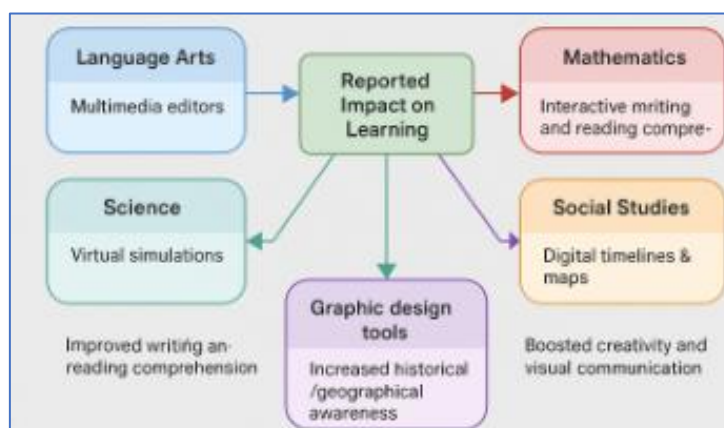 Language Arts
Multimedia editors
Reported
Impact on
Learning
Mathematics
Interactive mriting
and reading compre-
Science
Virtual simulations
Social Studies
Digital timelines &
maps
Graphic design
tools
Increased historical
/geographical
awareness
Improved writing an-
reading comprehension
Boosted creativity and
visual communication